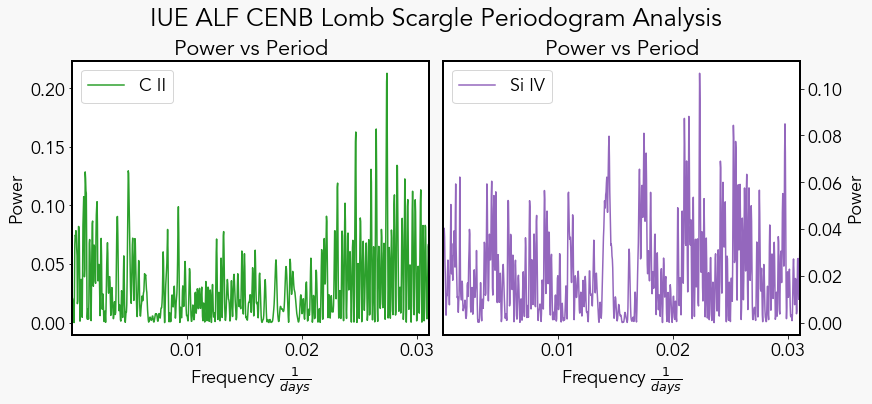 IUE ALF CENB Lomb Scargle Periodogram Analysis
Power vs Period
Power vs Period
C II
Si IV
0.20
0.15
0.10
0.05
0.00
Power
0.10
0.08
0.06
0.04
0.02
0.00
Power
0.01 0.02 0.03
0.01 0.02 0.03
Frequency 1/days
Frequency 1/days